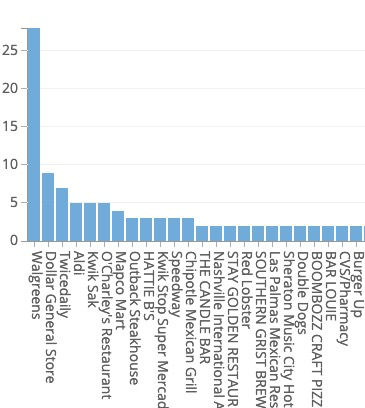 25
20
15
10
5
0
Walgreens
Dollar General Store
Twicedaily
Aldi
Kwik Sak
O'Charley's Restaurant
Mapco Mart
Outback Steakhouse
HATTIE B'S
Kwik Stop Super Mercad
Speedway
Chipotle Mexican Grill
THE CANDLE BAR
Nashville International A
STAY GOLDEN RESTAUR
Red Lobster
SOUTHERN GRIST BREW
Las Palmas Mexican Res
Sheraton Music City Hot
Double Dogs
BOOMBOZZ CRAFT PIZZ
BAR LOUIE
CVS/Pharmacy
Burger Up